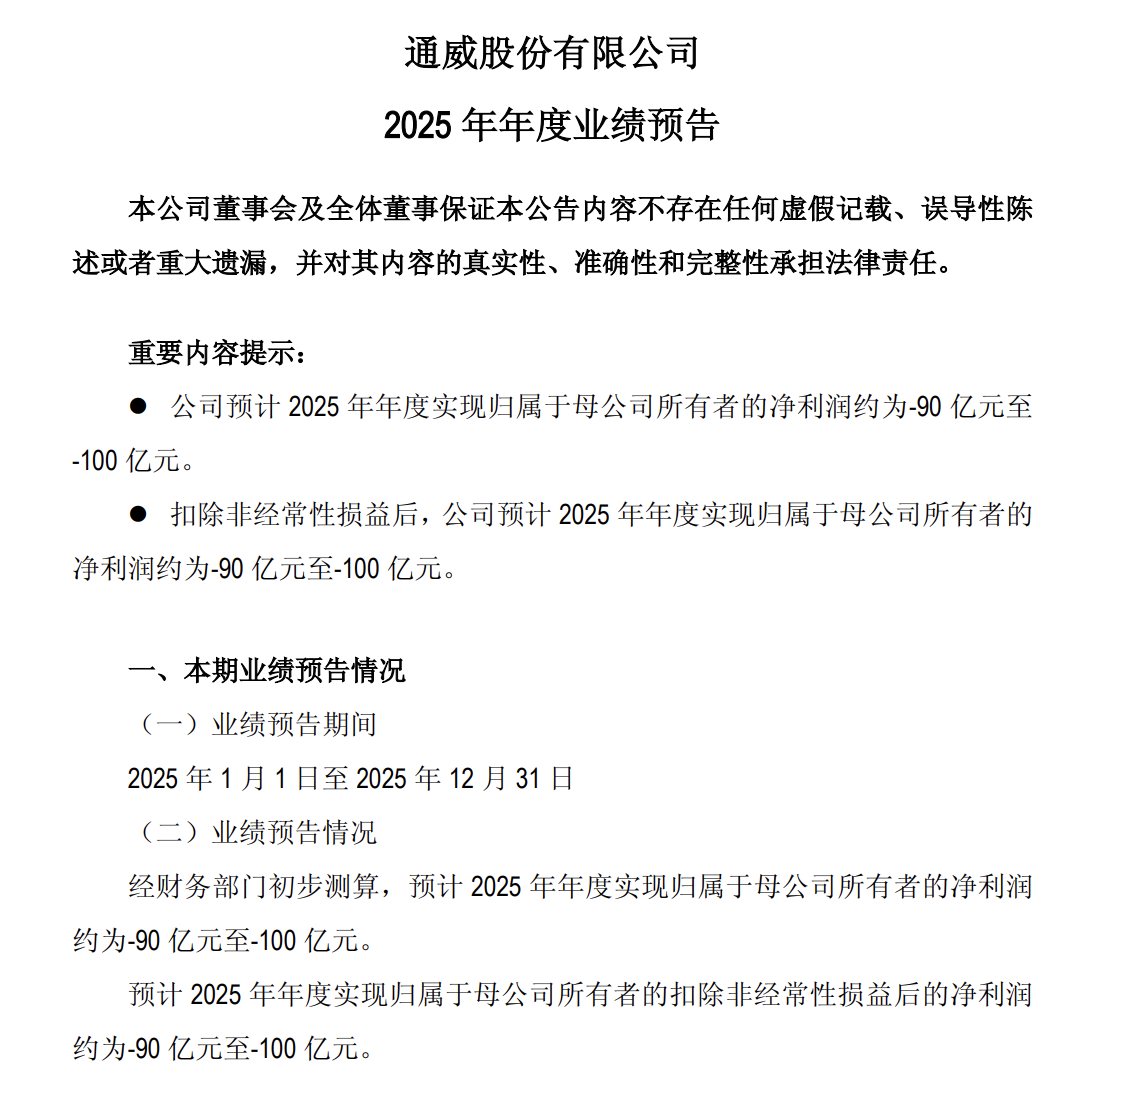 通威股份有限公司
2025 年年度业绩预告
本公司董事会及全体董事保证本公告内容不存在任何虚假记载、误导性陈
述或者重大遗漏，并对其内容的真实性、准确性和完整性承担法律责任。
重要内容提示：
● 公司预计 2025 年年度实现归属于母公司所有者的净利润约为-90 亿元至
-100 亿元。
● 扣除非经常性损益后，公司预计 2025 年年度实现归属于母公司所有者的
净利润约为-90 亿元至-100 亿元。
一、本期业绩预告情况
（一）业绩预告期间
2025 年 1 月 1 日至 2025 年 12 月 31 日
（二）业绩预告情况
经财务部门初步测算，预计 2025 年年度实现归属于母公司所有者的净利润
约为-90 亿元至-100 亿元。
预计 2025 年年度实现归属于母公司所有者的扣除非经常性损益后的净利润
约为-90 亿元至-100 亿元。